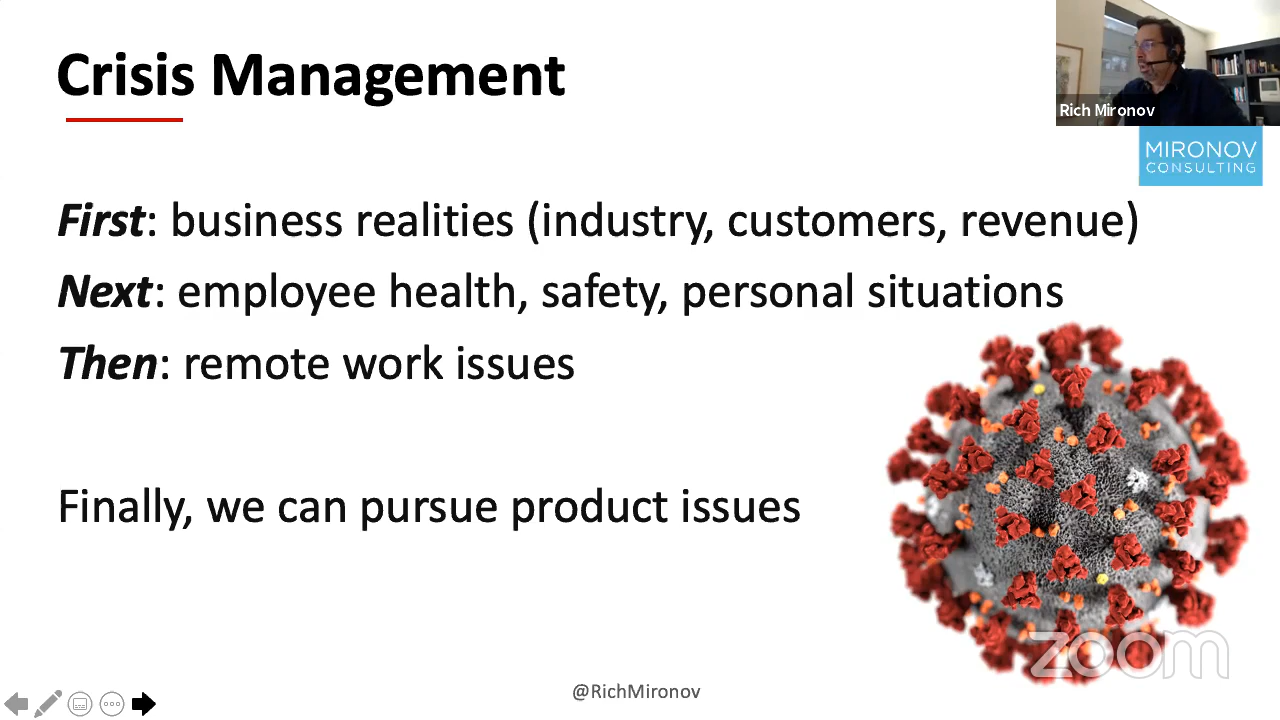 Crisis Management
Rich Mironov
MIRONOV
CONSULTING
First: business realities (industry, customers, revenue)
Next: employee health, safety, personal situations
Then: remote work issues
Finally, we can pursue product issues
zoom
@RichMironov